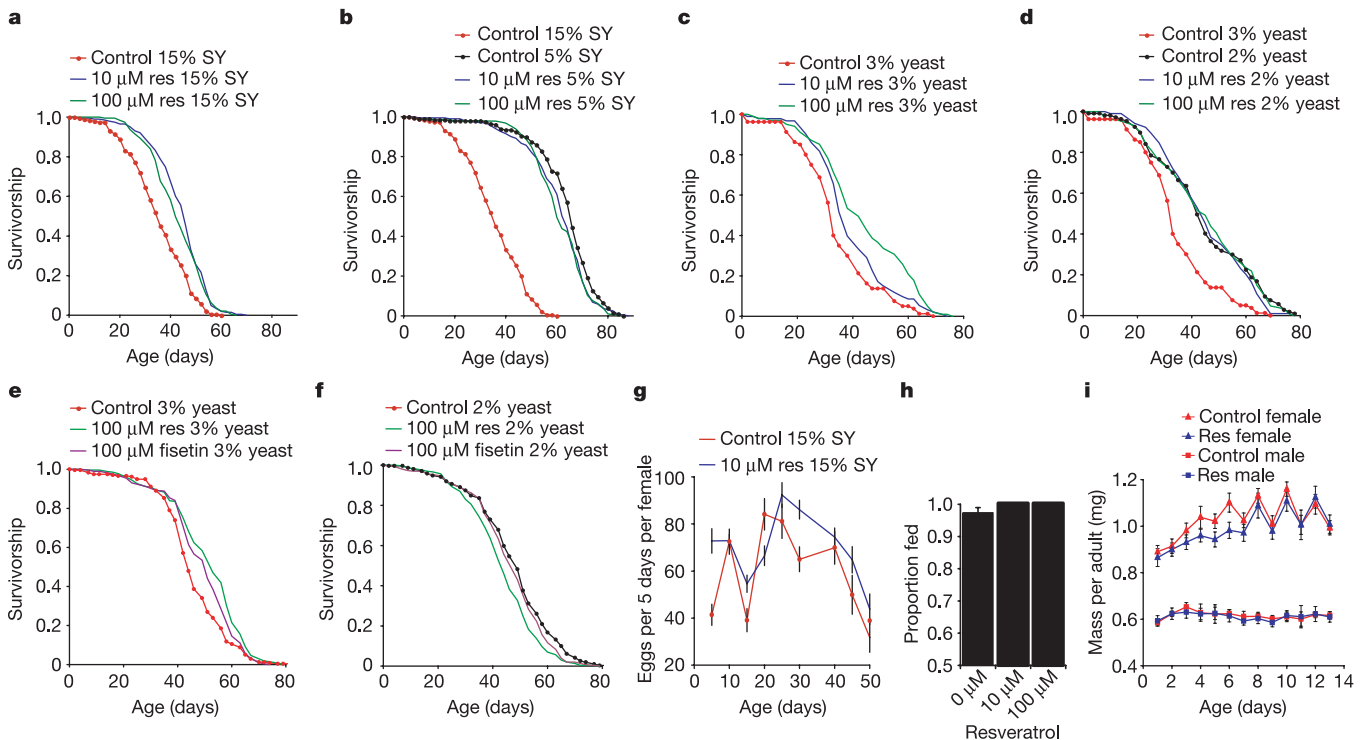 a
Control 15% SY
10 µM res 15% SY
100 µM res 15% SY
Survivorship
1.0
0.8
0.6
0.4
0.2
0
0 20 40 60 80
Age (days)
b
Control 15% SY
Control 5% SY
10 µM res 5% SY
100 µM res 5% SY
Survivorship
1.0
0.8
0.6
0.4
0.2
0
0 20 40 60 80
Age (days)
c
Control 3% yeast
10 µM res 3% yeast
100 µM res 3% yeast
Survivorship
1.0
0.8
0.6
0.4
0.2
0
0 20 40 60 80
Age (days)
d
Control 3% yeast
Control 2% yeast
10 µM res 2% yeast
100 µM res 2% yeast
Survivorship
1.0
0.8
0.6
0.4
0.2
0
0 20 40 60 80
Age (days)
e
Control 3% yeast
100 µM res 3% yeast
100 µM fisetin 3% yeast
Survivorship
1.0
0.8
0.6
0.4
0.2
0
0 20 40 60 80
Age (days)
f
Control 2% yeast
100 µM res 2% yeast
100 µM fisetin 2% yeast
Survivorship
1.0
0.8
0.6
0.4
0.2
0
0 20 40 60 80
Age (days)
g
Control 15% SY
10 µM res 15% SY
Eggs per 5 days per female
100
80
60
40
20
0 10 20 30 40 50
Age (days)
h
Proportion fed
1.0
0.9
0.8
0.7
0.6
0.5
0 µM
10 µM
100 µM
Resveratrol
i
Control female
Res female
Control male
Res male
Mass per adult (mg)
1.2
1.0
0.8
0.6
0.4
0 2 4 6 8 10 12 14
Age (days)